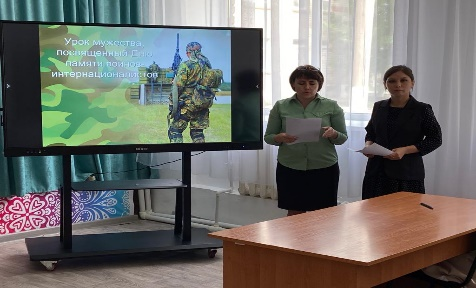 Урок мужества,
посвященный Дню
памяти воинов-
интернационалистов